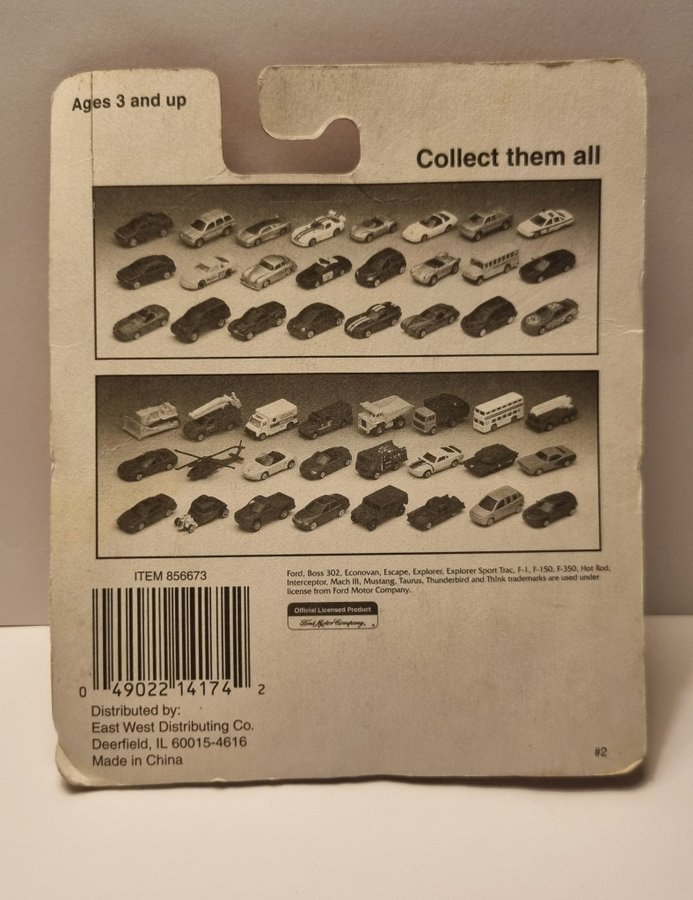 Ages 3 and up
Collect them all
ITEM 856673
0 49022 14174 2
Distributed by:
East West Distributing Co.
Deerfield, IL 60015-4616
Made in China
Ford, Boss 302, Econovan, Escape, Explorer, Explorer Sport Trac, F-1, F-150, F-350, Hot Rod,
Interceptor, Mach III, Mustang, Taurus, Thunderbird and Think trademarks are used under
license from Ford Motor Company.
Official Licensed Product
Ford Motor Company
#2